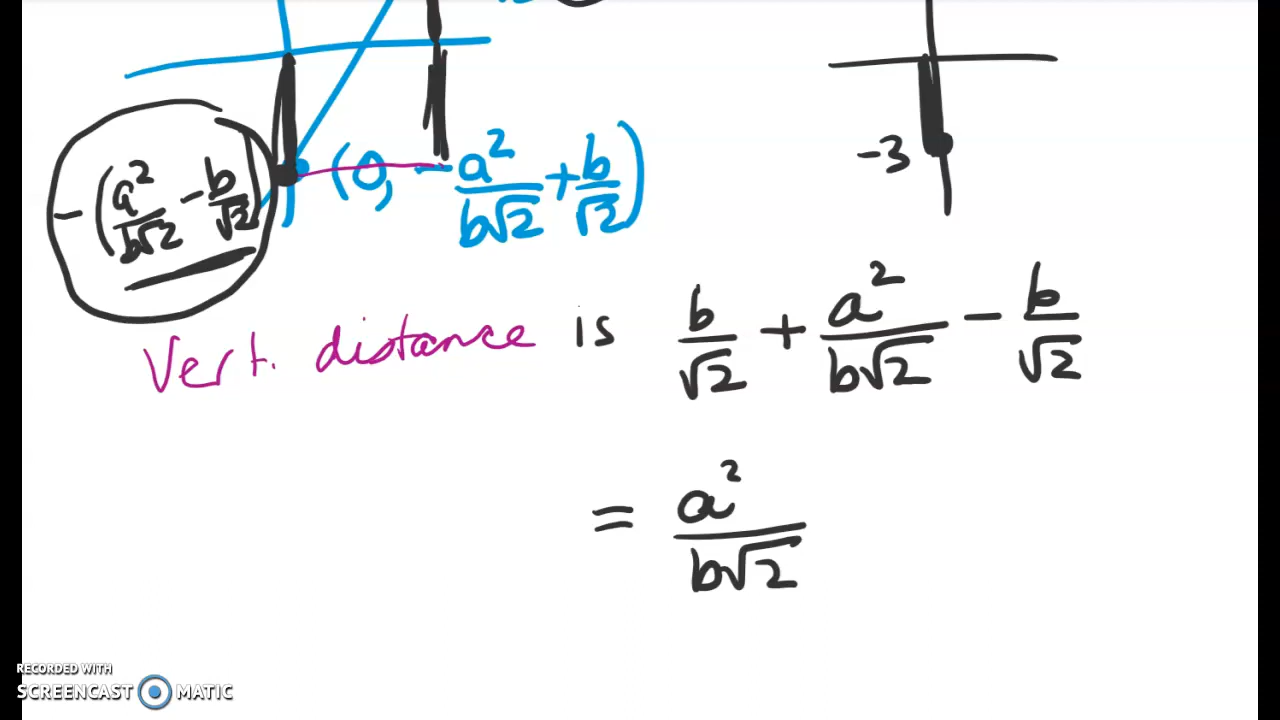 -3
(0, - a²/b√2 + b/√2)
-(a²/b√2 - b/√2)
Vert. distance is b/√2 + a²/b√2 - b/√2
= a²/b√2
RECORDED WITH
SCREENCAST MATIC